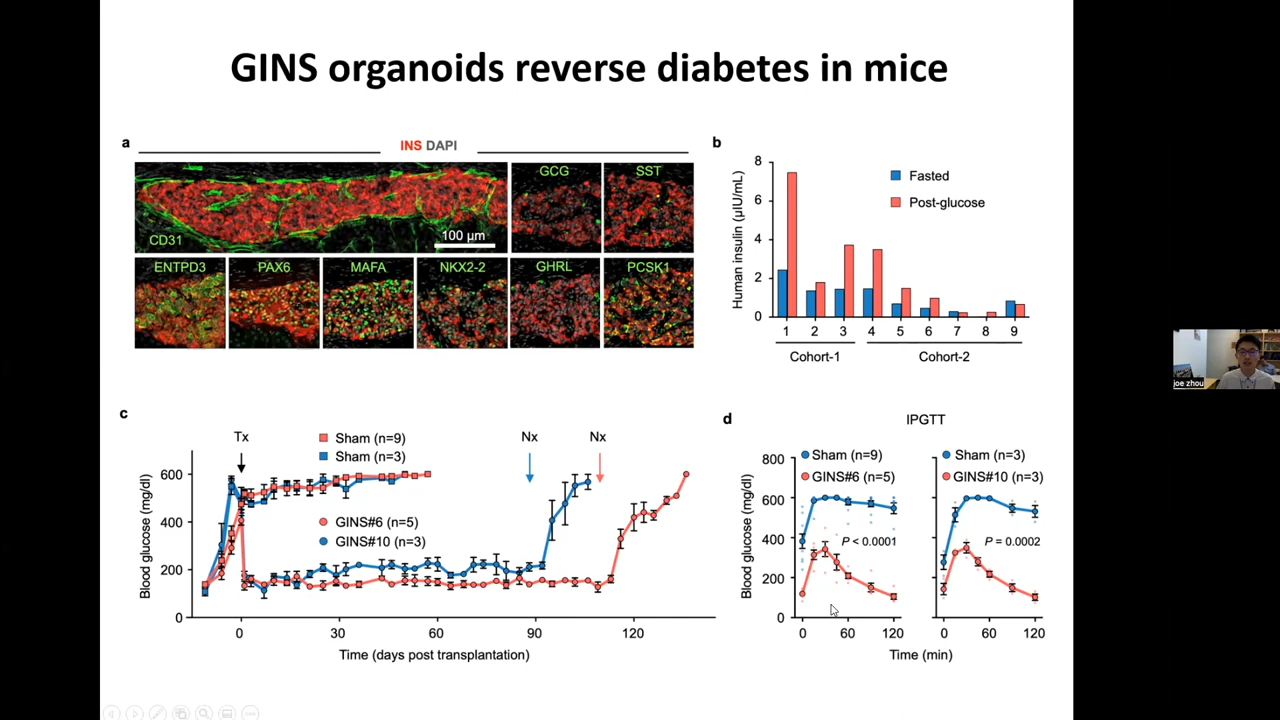 GINS organoids reverse diabetes in mice
a
INS DAPI
CD31
100 µm
GCG
SST
ENTPD3
PAX6
MAFA
NKX2-2
GHRL
PCSK1
b
Human insulin (µIU/mL)
8
6
4
2
0
Fasted
Post-glucose
1 2 3 4 5 6 7 8 9
Cohort-1
Cohort-2
joe zhou
c
Tx
Sham (n=9)
Sham (n=3)
Nx
Nx
GINS#6 (n=5)
GINS#10 (n=3)
Blood glucose (mg/dl)
600
400
200
0
0 30 60 90 120
Time (days post transplantation)
d
IPGTT
Sham (n=9)
GINS#6 (n=5)
Sham (n=3)
GINS#10 (n=3)
Blood glucose (mg/dl)
800
600
400
200
0
P < 0.0001
P = 0.0002
0 60 120
0 60 120
Time (min)